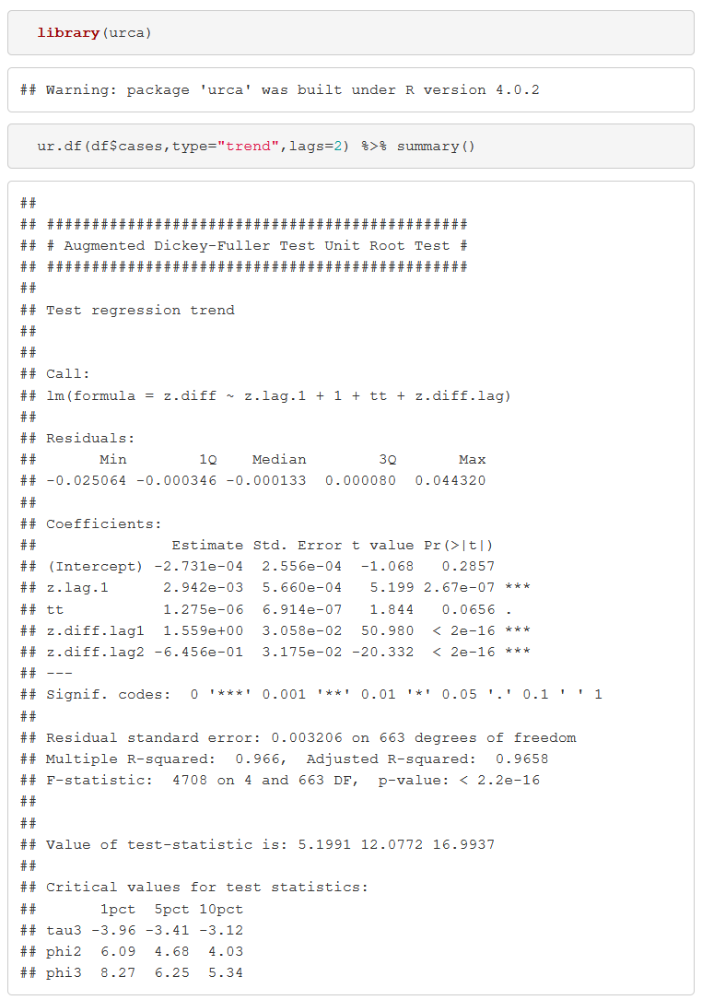 library(urca)
## Warning: package 'urca' was built under R version 4.0.2
ur.df(df$cases,type="trend",lags=2) %>% summary()
##
## ###############################################
## # Augmented Dickey-Fuller Test Unit Root Test #
## ###############################################
##
## Test regression trend
##
##
## Call:
## lm(formula = z.diff ~ z.lag.1 + 1 + tt + z.diff.lag)
##
## Residuals:
##       Min        1Q    Median        3Q       Max
## -0.025064 -0.000346 -0.000133  0.000080  0.044320
##
## Coefficients:
##               Estimate Std. Error t value Pr(>|t|)
## (Intercept) -2.731e-04  2.556e-04  -1.068   0.2857
## z.lag.1      2.942e-03  5.660e-04   5.199 2.67e-07 ***
## tt           1.275e-06  6.914e-07   1.844   0.0656 .
## z.diff.lag1  1.559e+00  3.058e-02  50.980  < 2e-16 ***
## z.diff.lag2 -6.456e-01  3.175e-02 -20.332  < 2e-16 ***
## ---
## Signif. codes:  0 '***' 0.001 '**' 0.01 '*' 0.05 '.' 0.1 ' ' 1
##
## Residual standard error: 0.003206 on 663 degrees of freedom
## Multiple R-squared:  0.966,  Adjusted R-squared:  0.9658
## F-statistic:  4708 on 4 and 663 DF,  p-value: < 2.2e-16
##
##
## Value of test-statistic is: 5.1991 12.0772 16.9937
##
## Critical values for test statistics:
##       1pct  5pct 10pct
## tau3 -3.96 -3.41 -3.12
## phi2  6.09  4.68  4.03
## phi3  8.27  6.25  5.34